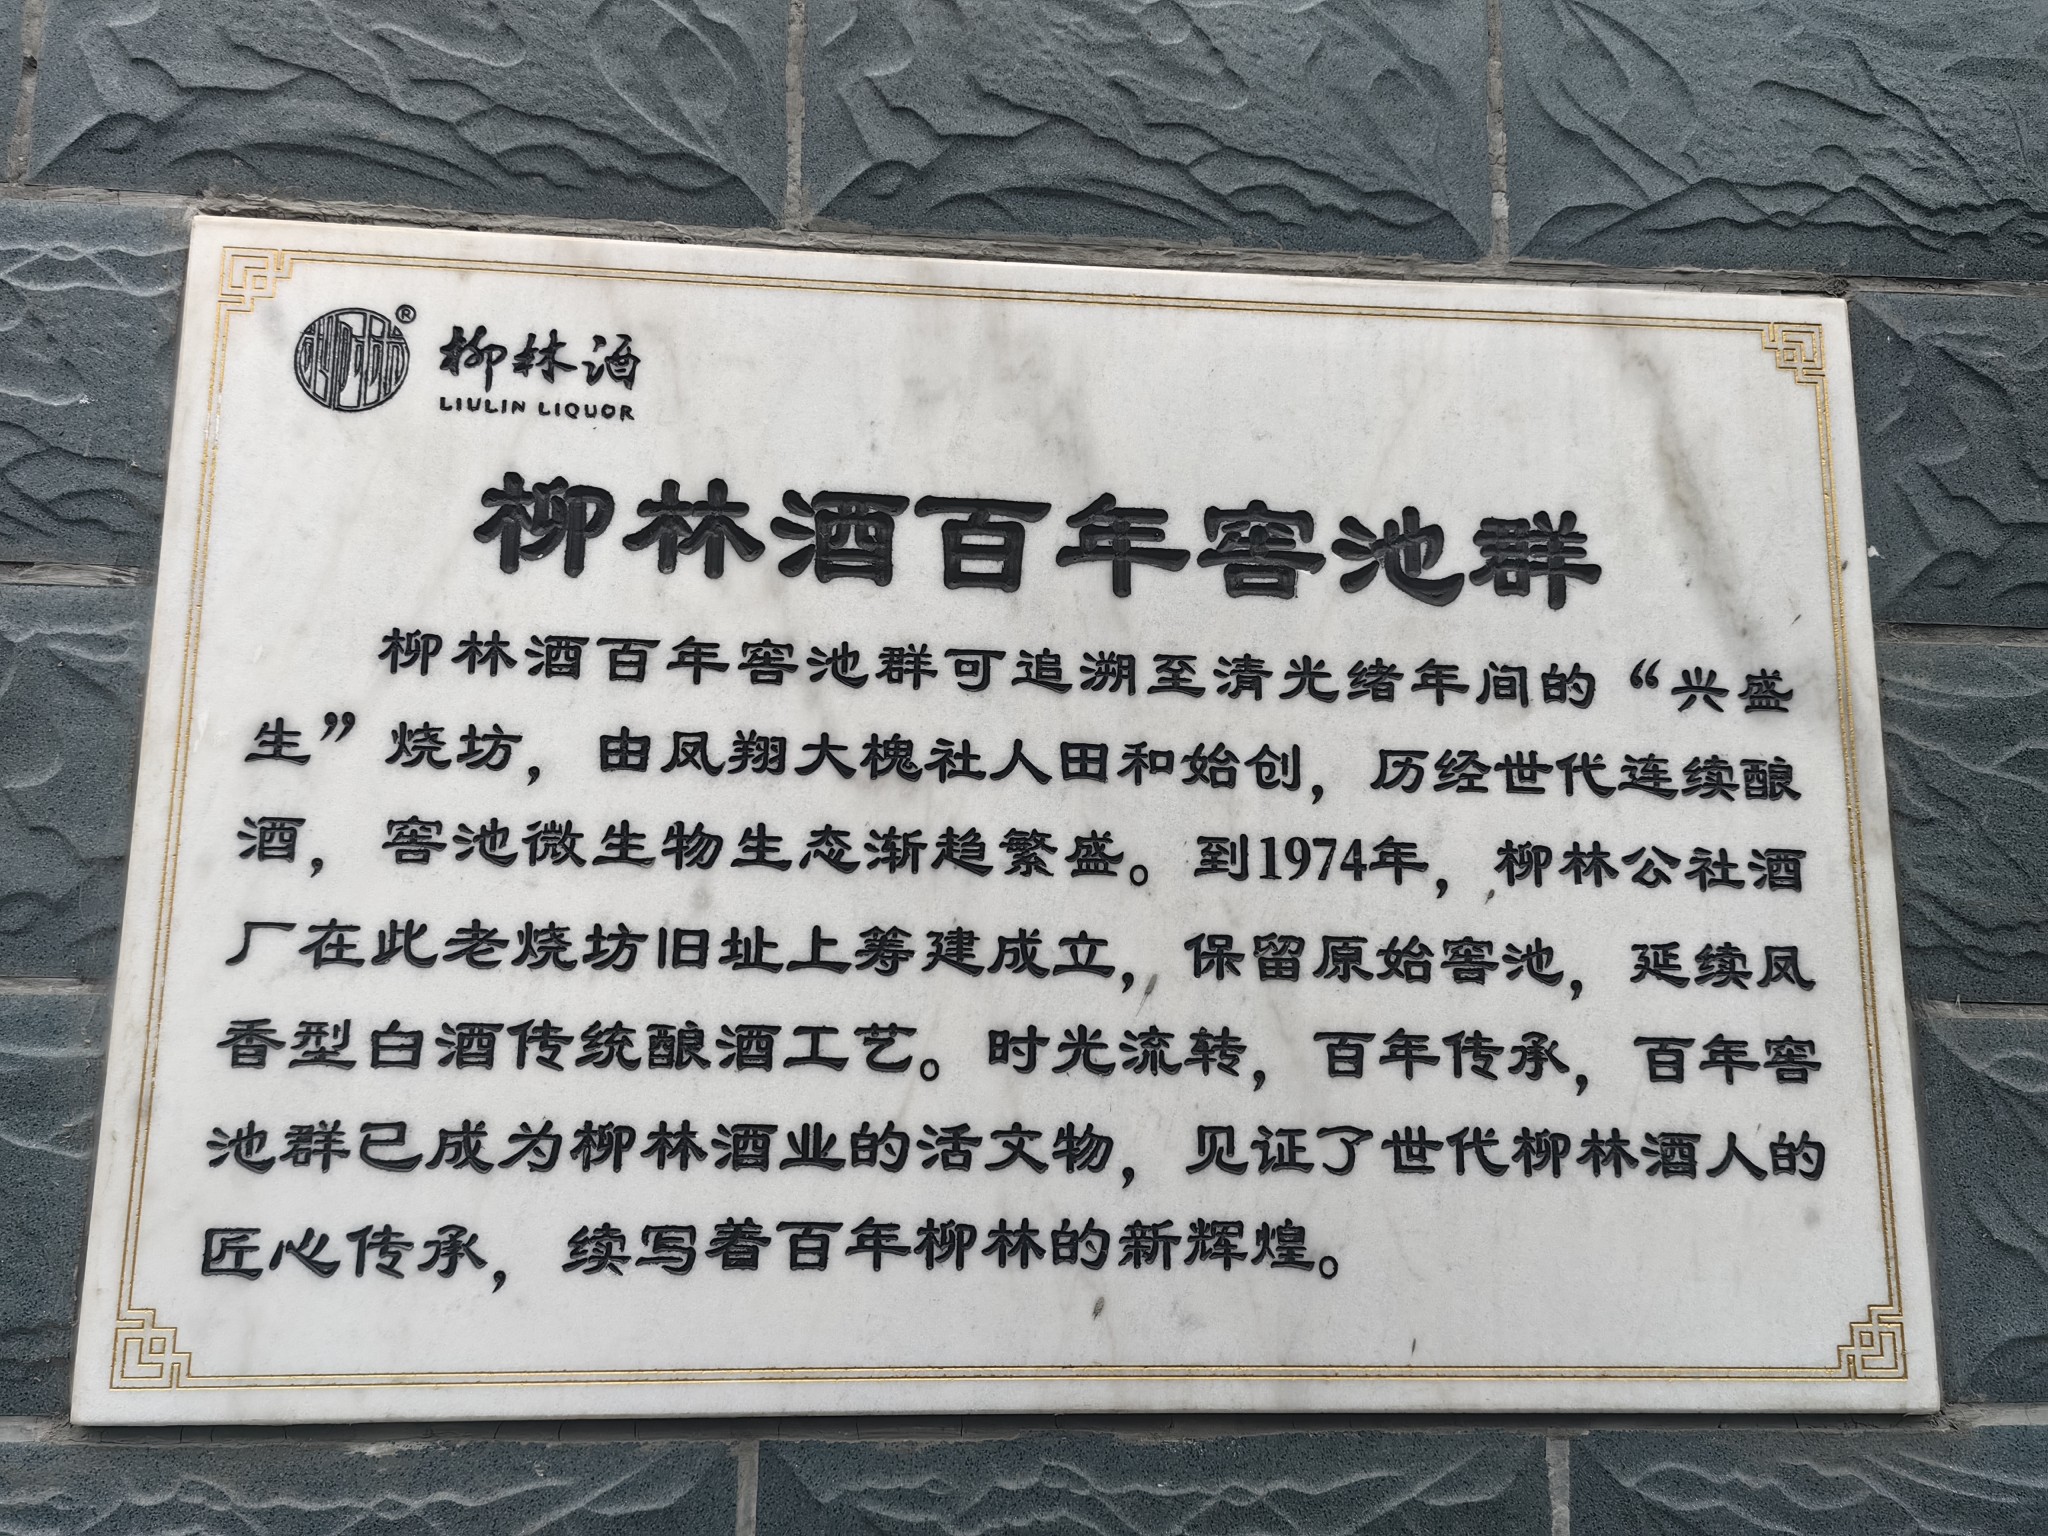 柳林酒
LIULIN LIQUOR
柳林酒百年窖池群
柳林酒百年窖池群可追溯至清光绪年间的“兴盛
生”烧坊，由凤翔大槐社人田和始创，历经世代连续酿
酒，窖池微生物生态渐趋繁盛。到1974年，柳林公社酒
厂在此老烧坊旧址上筹建成立，保留原始窖池，延续凤
香型白酒传统酿酒工艺。时光流转，百年传承，百年窖
池群已成为柳林酒业的活文物，见证了世代柳林酒人的
匠心传承，续写着百年柳林的新辉煌。